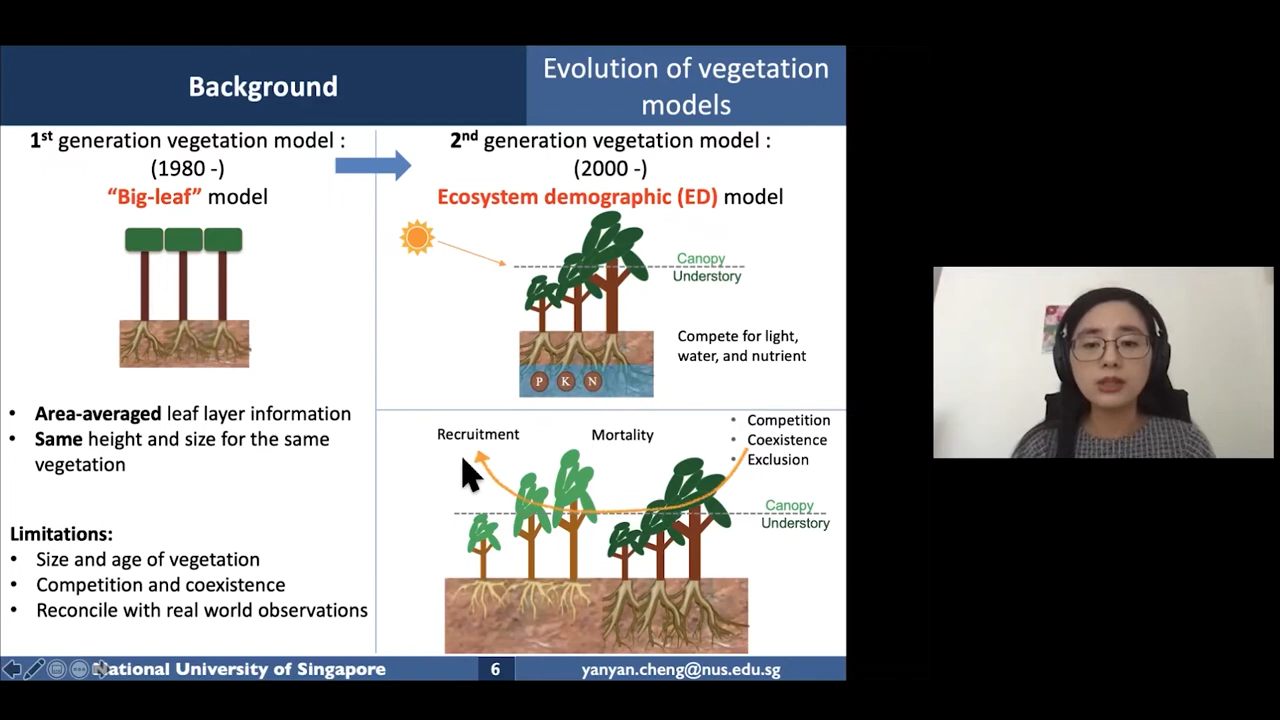 Background
Evolution of vegetation
models
1st generation vegetation model :
(1980 -)
“Big-leaf” model
2nd generation vegetation model :
(2000 -)
Ecosystem demographic (ED) model
Canopy
Understory
Compete for light,
water, and nutrient
P K N
• Area-averaged leaf layer information
• Same height and size for the same
vegetation
Limitations:
• Size and age of vegetation
• Competition and coexistence
• Reconcile with real world observations
Recruitment
Mortality
• Competition
• Coexistence
• Exclusion
Canopy
Understory
National University of Singapore
6
yanyan.cheng@nus.edu.sg